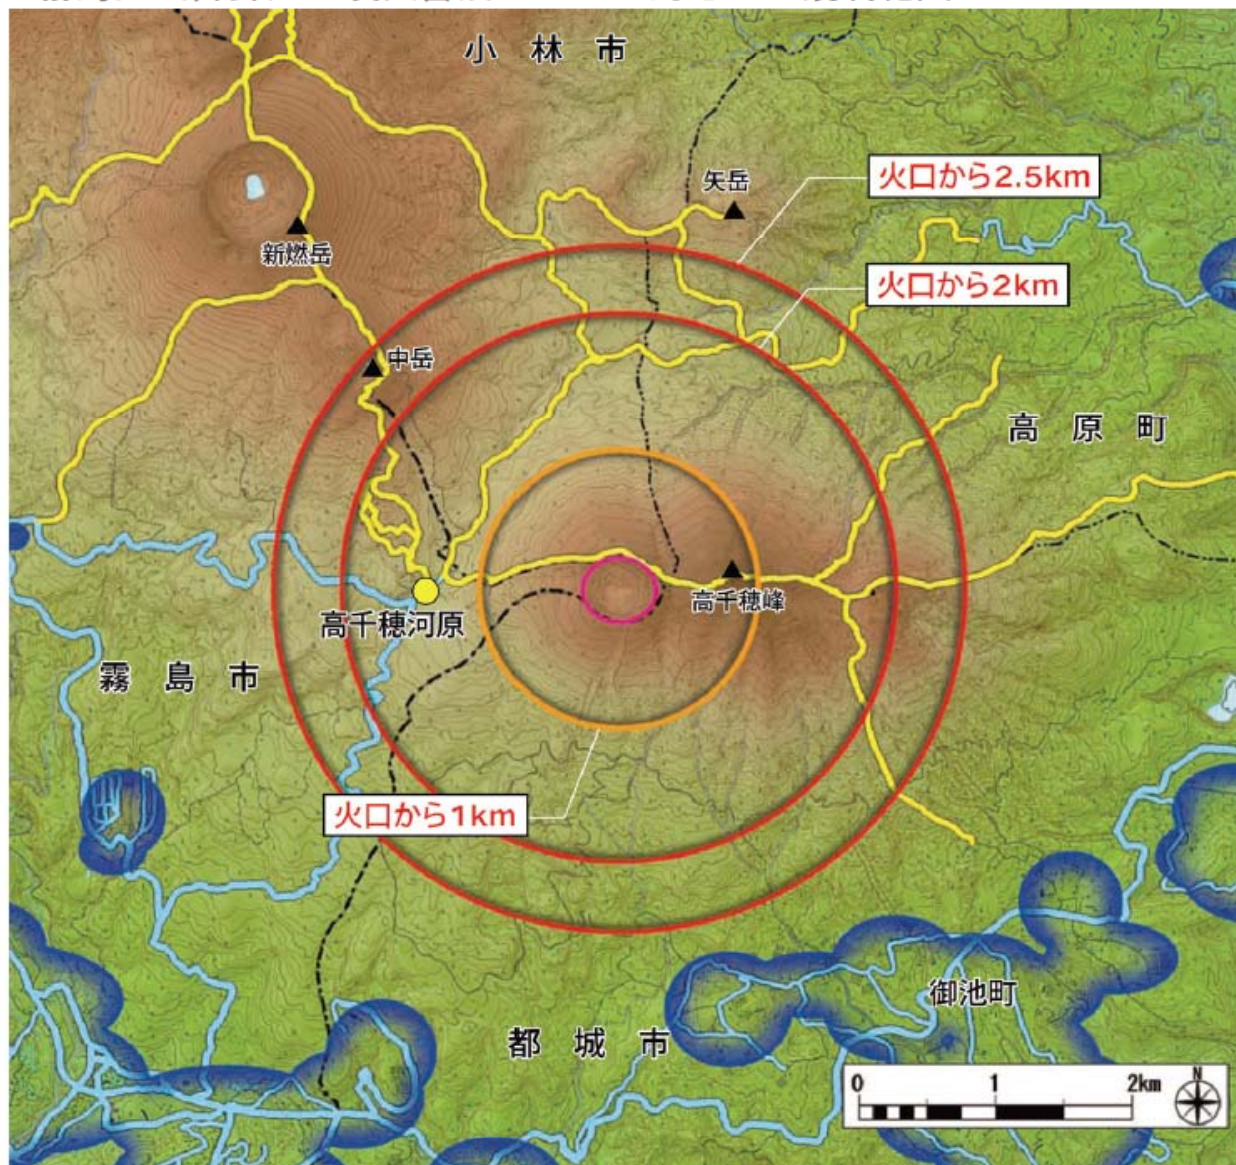 小林市
矢岳
火口から2.5km
新燃岳
火口から2km
中岳
高原町
高千穂峰
高千穂河原
霧島市
火口から1km
御池町
都城市
0 1 2km
N